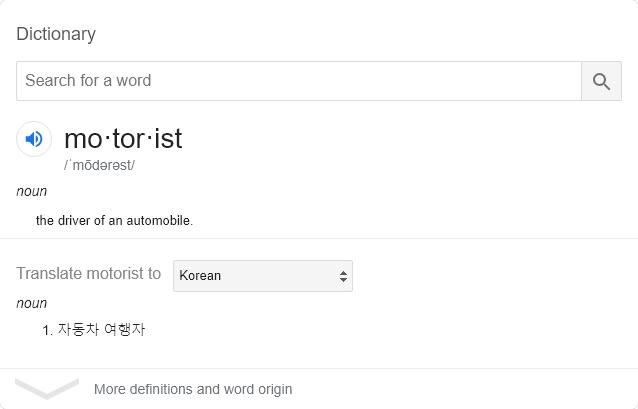 Dictionary
Search for a word
mo·tor·ist
/ˈmōdərəst/
noun
the driver of an automobile.
Translate motorist to Korean
noun
1. 자동차 여행자
More definitions and word origin